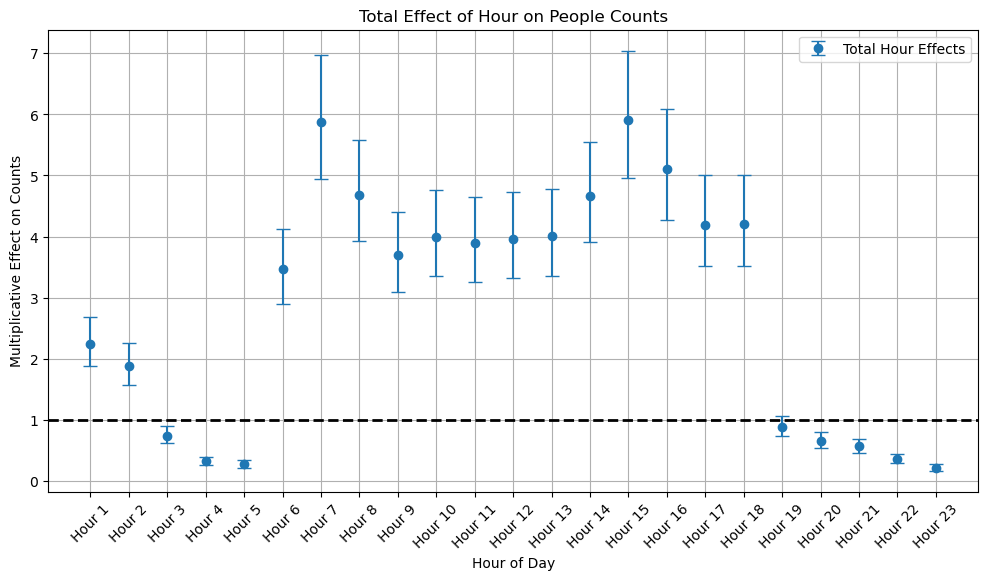 Total Effect of Hour on People Counts
Total Hour Effects
Multiplicative Effect on Counts
7
6
5
4
3
2
1
0
Hour 1
Hour 2
Hour 3
Hour 4
Hour 5
Hour 6
Hour 7
Hour 8
Hour 9
Hour 10
Hour 11
Hour 12
Hour 13
Hour 14
Hour 15
Hour 16
Hour 17
Hour 18
Hour 19
Hour 20
Hour 21
Hour 22
Hour 23
Hour of Day